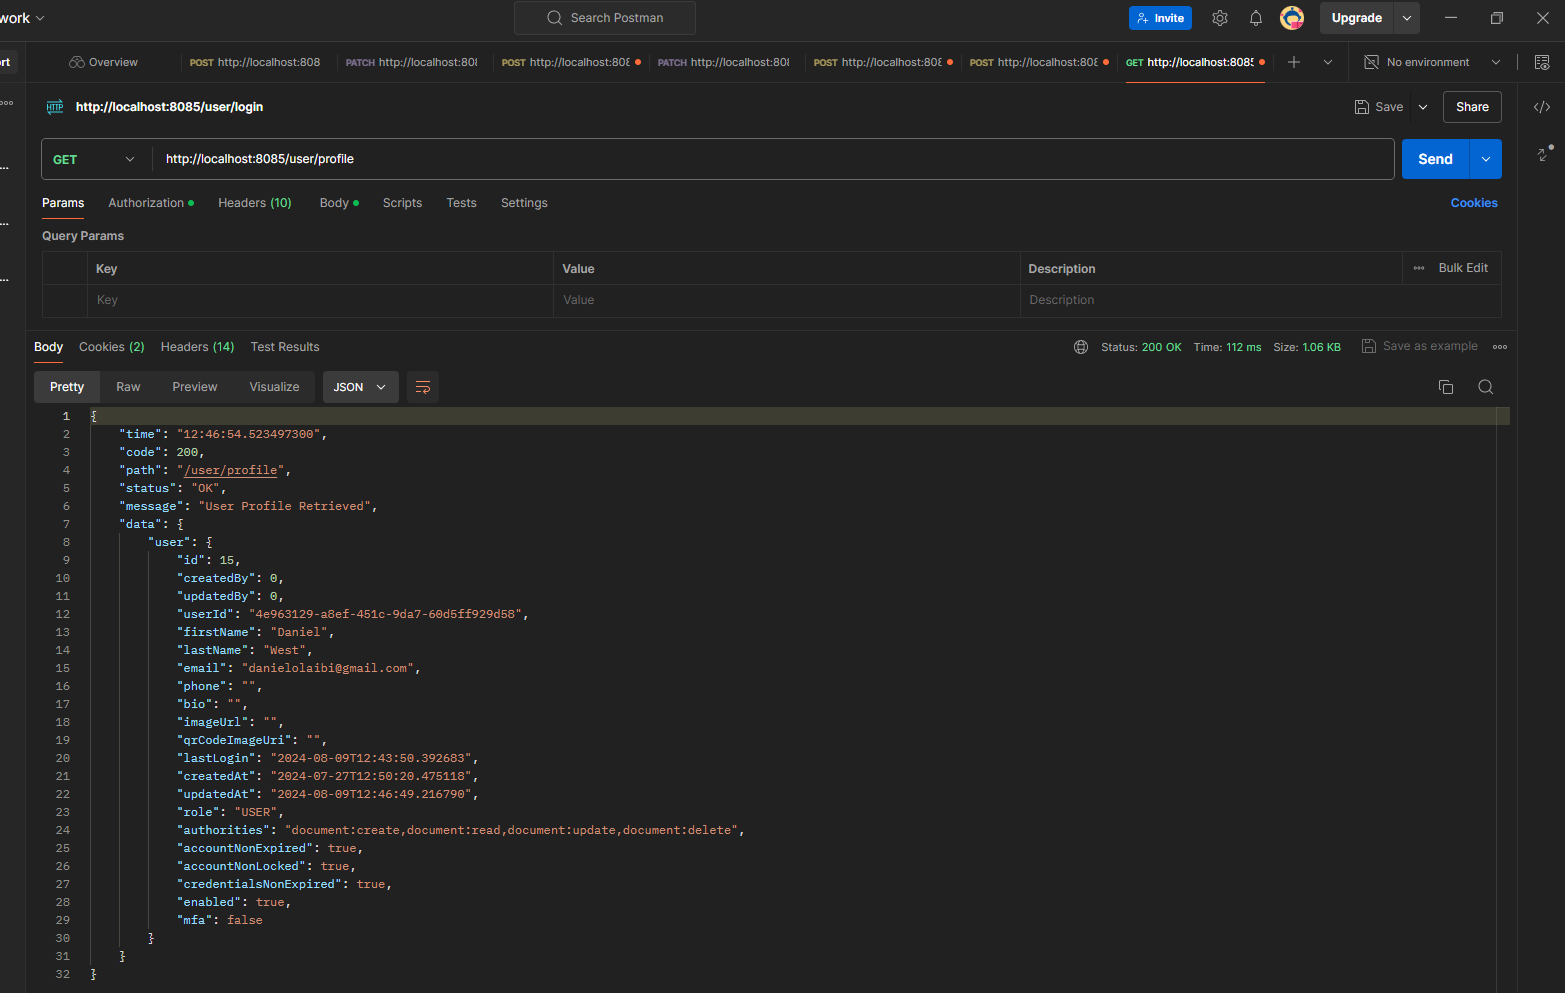 work
Search Postman
Invite
Upgrade
rt
Overview
POST http://localhost:808
PATCH http://localhost:808
POST http://localhost:808
PATCH http://localhost:808
POST http://localhost:808
POST http://localhost:808
GET http://localhost:8085
No environment
HTTP
http://localhost:8085/user/login
Save
Share
GET
http://localhost:8085/user/profile
Send
Params
Authorization
Headers (10)
Body
Scripts
Tests
Settings
Cookies
Query Params
Key Value Description Bulk Edit
Key Value Description
Body
Cookies (2)
Headers (14)
Test Results
Status: 200 OK Time: 112 ms Size: 1.06 KB
Save as example
Pretty
Raw
Preview
Visualize
JSON
1 {
2 "time": "12:46:54.523497300",
3 "code": 200,
4 "path": "/user/profile",
5 "status": "OK",
6 "message": "User Profile Retrieved",
7 "data": {
8 "user": {
9 "id": 15,
10 "createdBy": 0,
11 "updatedBy": 0,
12 "userId": "4e963129-a8ef-451c-9da7-60d5ff929d58",
13 "firstName": "Daniel",
14 "lastName": "West",
15 "email": "danielolaibi@gmail.com",
16 "phone": "",
17 "bio": "",
18 "imageUrl": "",
19 "qrCodeImageUri": "",
20 "lastLogin": "2024-08-09T12:43:50.392683",
21 "createdAt": "2024-07-27T12:50:20.475118",
22 "updatedAt": "2024-08-09T12:46:49.216790",
23 "role": "USER",
24 "authorities": "document:create,document:read,document:update,document:delete",
25 "accountNonExpired": true,
26 "accountNonLocked": true,
27 "credentialsNonExpired": true,
28 "enabled": true,
29 "mfa": false
30 }
31 }
32 }